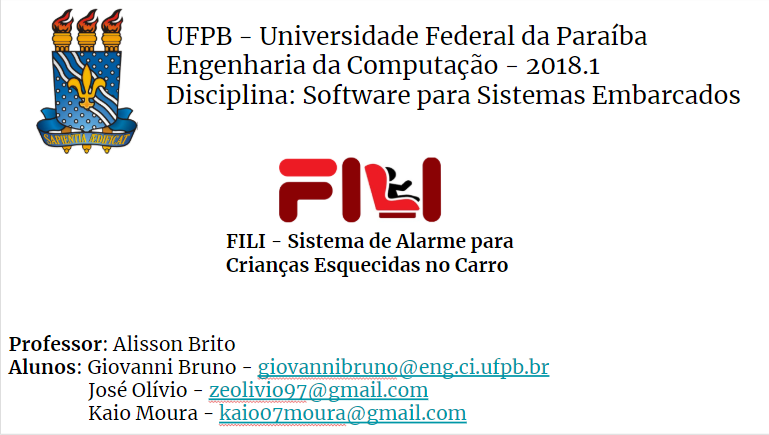 UFPB - Universidade Federal da Paraíba
Engenharia da Computação - 2018.1
Disciplina: Software para Sistemas Embarcados
SAPIENTIA ÆDIFICAT
FILI
FILI - Sistema de Alarme para
Crianças Esquecidas no Carro
Professor: Alisson Brito
Alunos: Giovanni Bruno - giovannibruno@eng.ci.ufpb.br
José Olívio - zeolivio97@gmail.com
Kaio Moura - kaio07moura@gmail.com